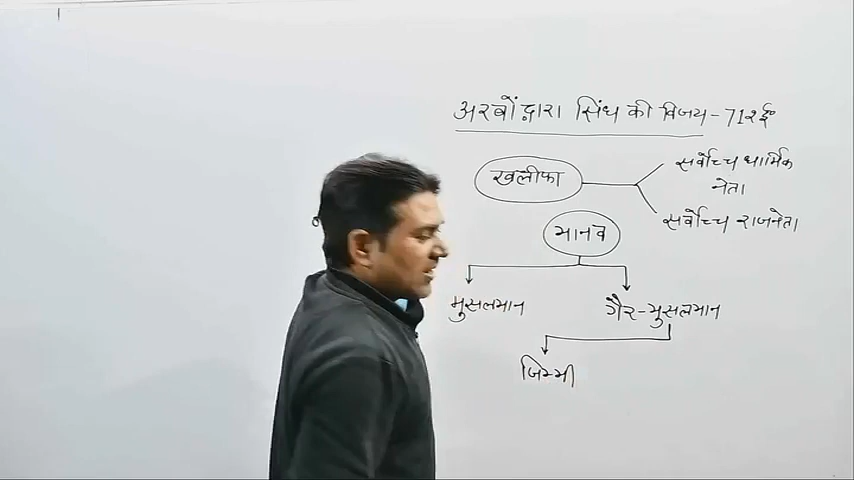 अरबों द्वारा सिंध की विजय - 712ई॰
खलीफा
सर्वोच्च धार्मिक
नेता
सर्वोच्च राजनेता
मानव
मुसलमान
गैर-मुसलमान
जिम्मी